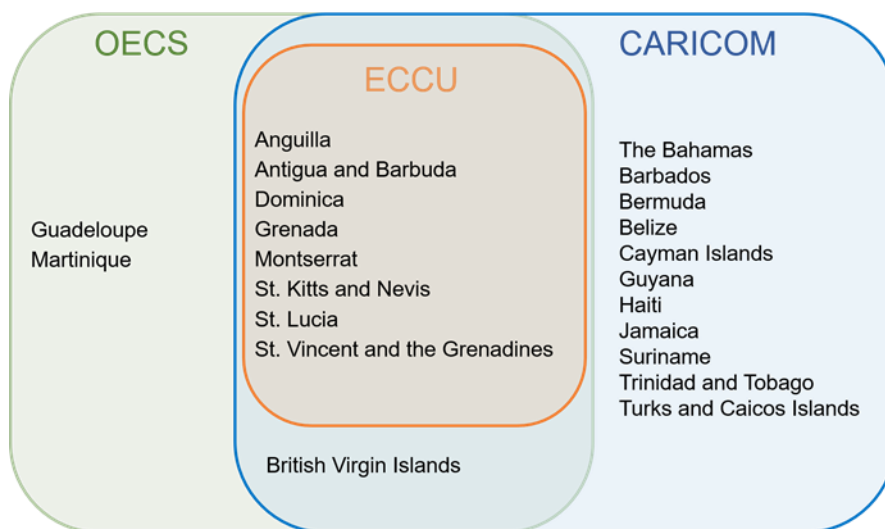 OECS
ECCU
CARICOM
Guadeloupe
Martinique
Anguilla
Antigua and Barbuda
Dominica
Grenada
Montserrat
St. Kitts and Nevis
St. Lucia
St. Vincent and the Grenadines
British Virgin Islands
The Bahamas
Barbados
Bermuda
Belize
Cayman Islands
Guyana
Haiti
Jamaica
Suriname
Trinidad and Tobago
Turks and Caicos Islands